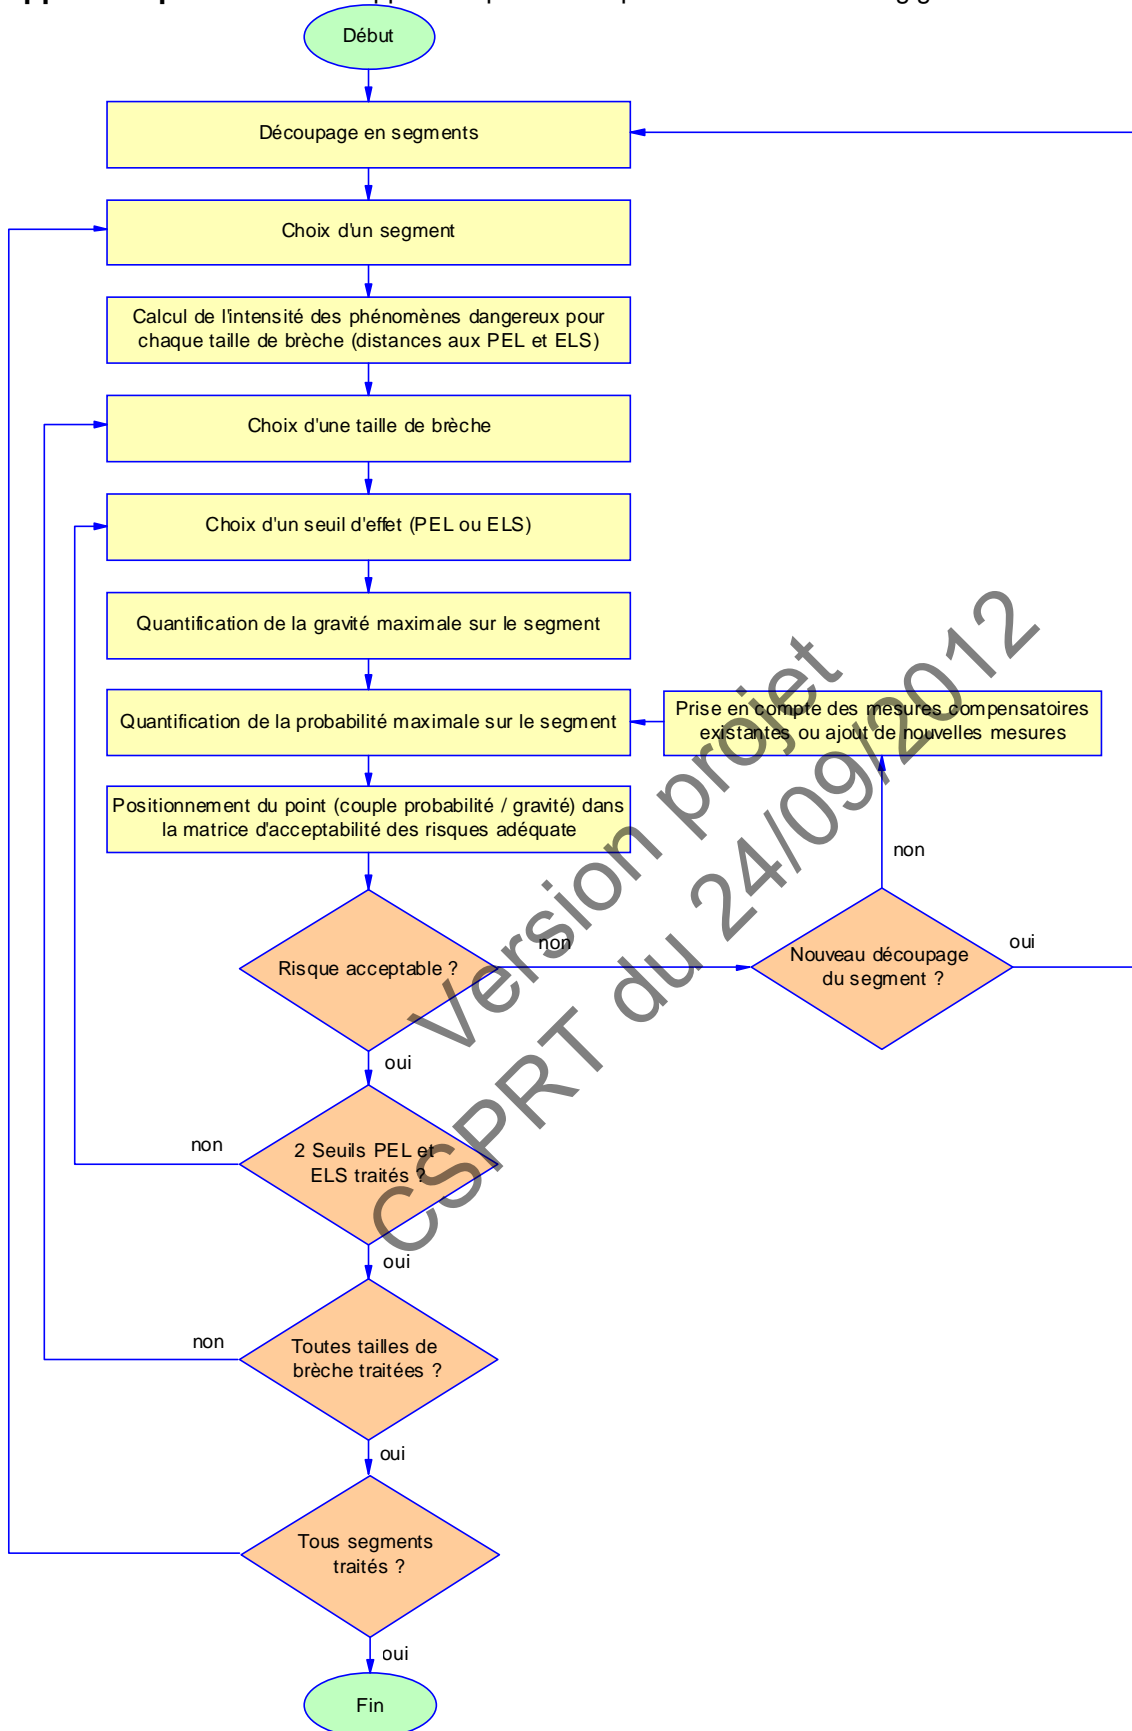 Début
Découpage en segments
Choix d'un segment
Calcul de l'intensité des phénomènes dangereux pour
chaque taille de brèche (distances aux PEL et ELS)
Choix d'une taille de brèche
Choix d'un seuil d'effet (PEL ou ELS)
Quantification de la gravité maximale sur le segment
Quantification de la probabilité maximale sur le segment
Prise en compte des mesures compensatoires
existantes ou ajout de nouvelles mesures
Positionnement du point (couple probabilité / gravité) dans
la matrice d'acceptabilité des risques adéquate
non
Risque acceptable ?
non
Nouveau découpage
du segment ?
oui
oui
2 Seuils PEL et
ELS traités ?
non
oui
Toutes tailles de
brèche traitées ?
non
oui
Tous segments
traités ?
oui
Fin
Version projet
CSPRT du 24/09/2012